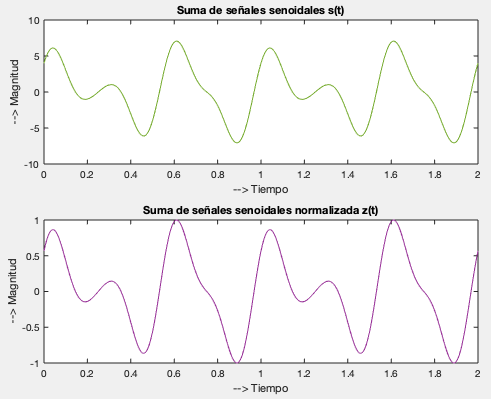 Suma de señales senoidales s(t)
10
5
0
-5
-10
--> Magnitud
0 0.2 0.4 0.6 0.8 1 1.2 1.4 1.6 1.8 2
--> Tiempo
Suma de señales senoidales normalizada z(t)
1
0.5
0
-0.5
-1
--> Magnitud
0 0.2 0.4 0.6 0.8 1 1.2 1.4 1.6 1.8 2
--> Tiempo